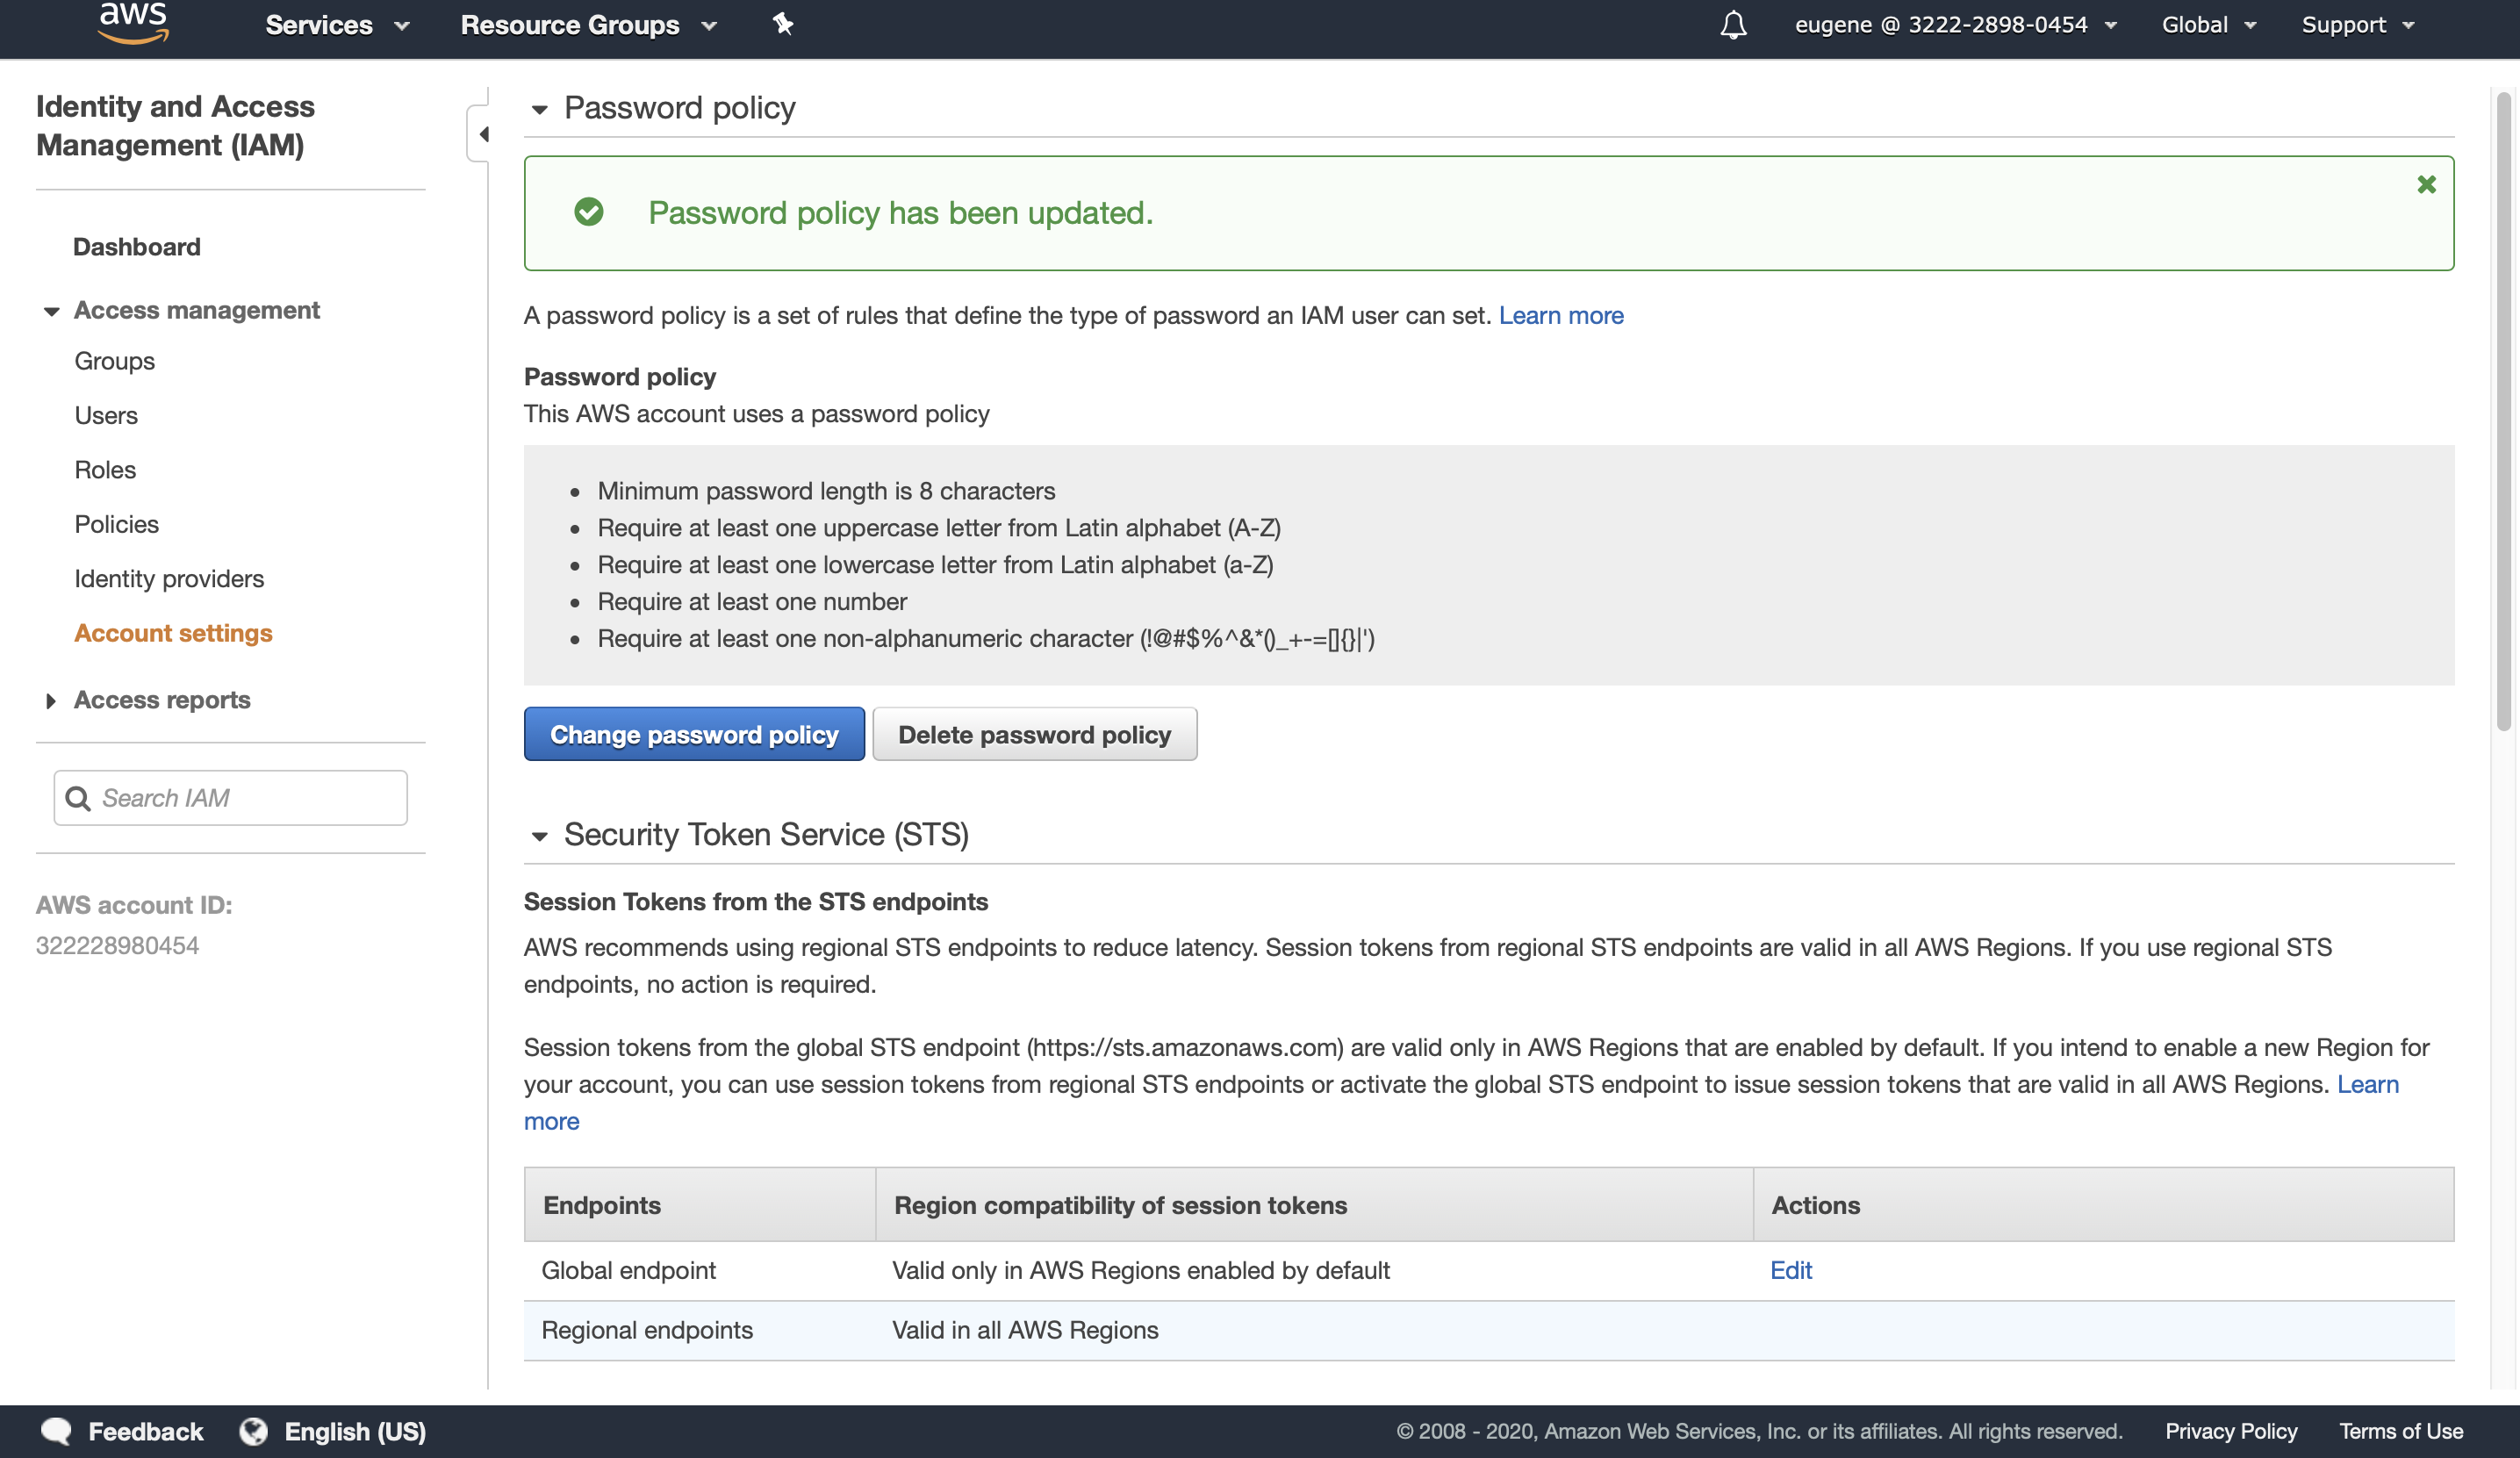 aws
Services
Resource Groups
eugene @ 3222-2898-0454
Global
Support
Identity and Access
Management (IAM)
Dashboard
Access management
Groups
Users
Roles
Policies
Identity providers
Account settings
Access reports
Search IAM
AWS account ID:
322228980454
Password policy
Password policy has been updated.
A password policy is a set of rules that define the type of password an IAM user can set. Learn more
Password policy
This AWS account uses a password policy
• Minimum password length is 8 characters
• Require at least one uppercase letter from Latin alphabet (A-Z)
• Require at least one lowercase letter from Latin alphabet (a-Z)
• Require at least one number
• Require at least one non-alphanumeric character (!@#$%^&*()_+-=[]{}|')
Change password policy
Delete password policy
Security Token Service (STS)
Session Tokens from the STS endpoints
AWS recommends using regional STS endpoints to reduce latency. Session tokens from regional STS endpoints are valid in all AWS Regions. If you use regional STS
endpoints, no action is required.
Session tokens from the global STS endpoint (https://sts.amazonaws.com) are valid only in AWS Regions that are enabled by default. If you intend to enable a new Region for
your account, you can use session tokens from regional STS endpoints or activate the global STS endpoint to issue session tokens that are valid in all AWS Regions. Learn
more
Endpoints
Region compatibility of session tokens
Actions
Global endpoint
Valid only in AWS Regions enabled by default
Edit
Regional endpoints
Valid in all AWS Regions
Feedback
English (US)
© 2008 - 2020, Amazon Web Services, Inc. or its affiliates. All rights reserved.
Privacy Policy
Terms of Use